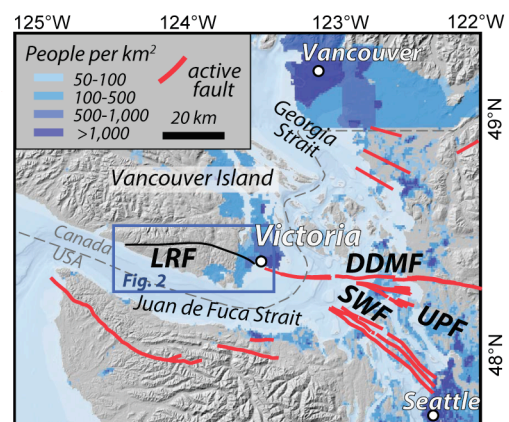 125°W 124°W 123°W 122°W
People per km²
50-100
100-500
500-1,000
>1,000
active
fault
20 km
Vancouver
49°N
Georgia
Strait
Vancouver Island
Canada
USA
LRF
Victoria
Fig. 2
DDMF
SWF
UPF
Juan de Fuca Strait
48°N
Seattle